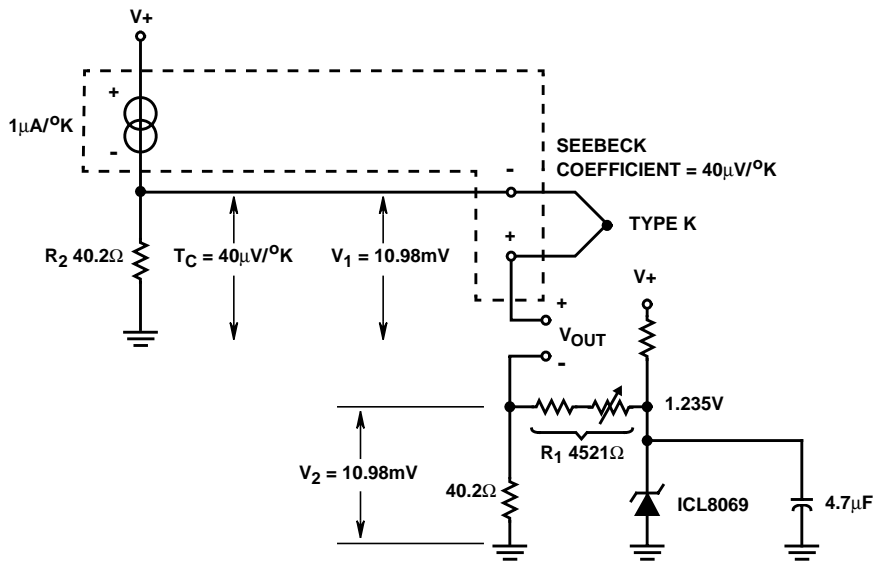 V+
+
1μA/°K
-
SEEBECK
COEFFICIENT = 40μV/°K
-
TYPE K
+
R2 40.2Ω
TC = 40μV/°K
V1 = 10.98mV
V+
+
VOUT
-
1.235V
R1 4521Ω
V2 = 10.98mV
40.2Ω
ICL8069
4.7μF